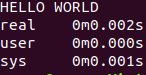 HELLO WORLD
real    0m0.002s
user    0m0.000s
sys     0m0.001s